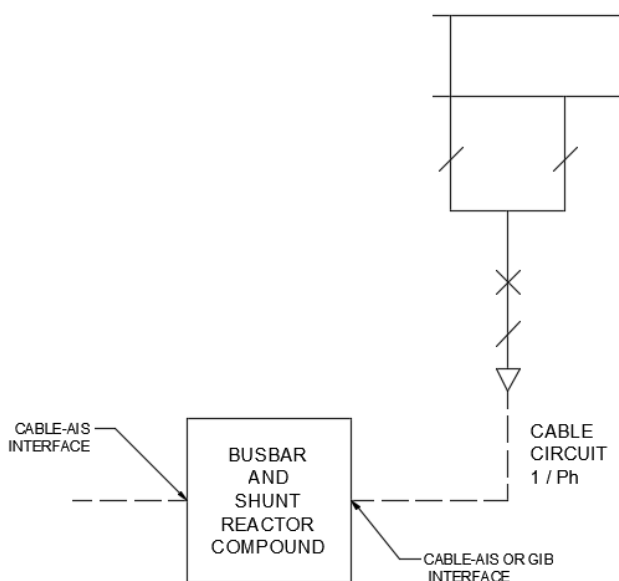 CABLE-AIS
INTERFACE
BUSBAR
AND
SHUNT
REACTOR
COMPOUND
CABLE
CIRCUIT
1 / Ph
CABLE-AIS OR GIB
INTERFACE